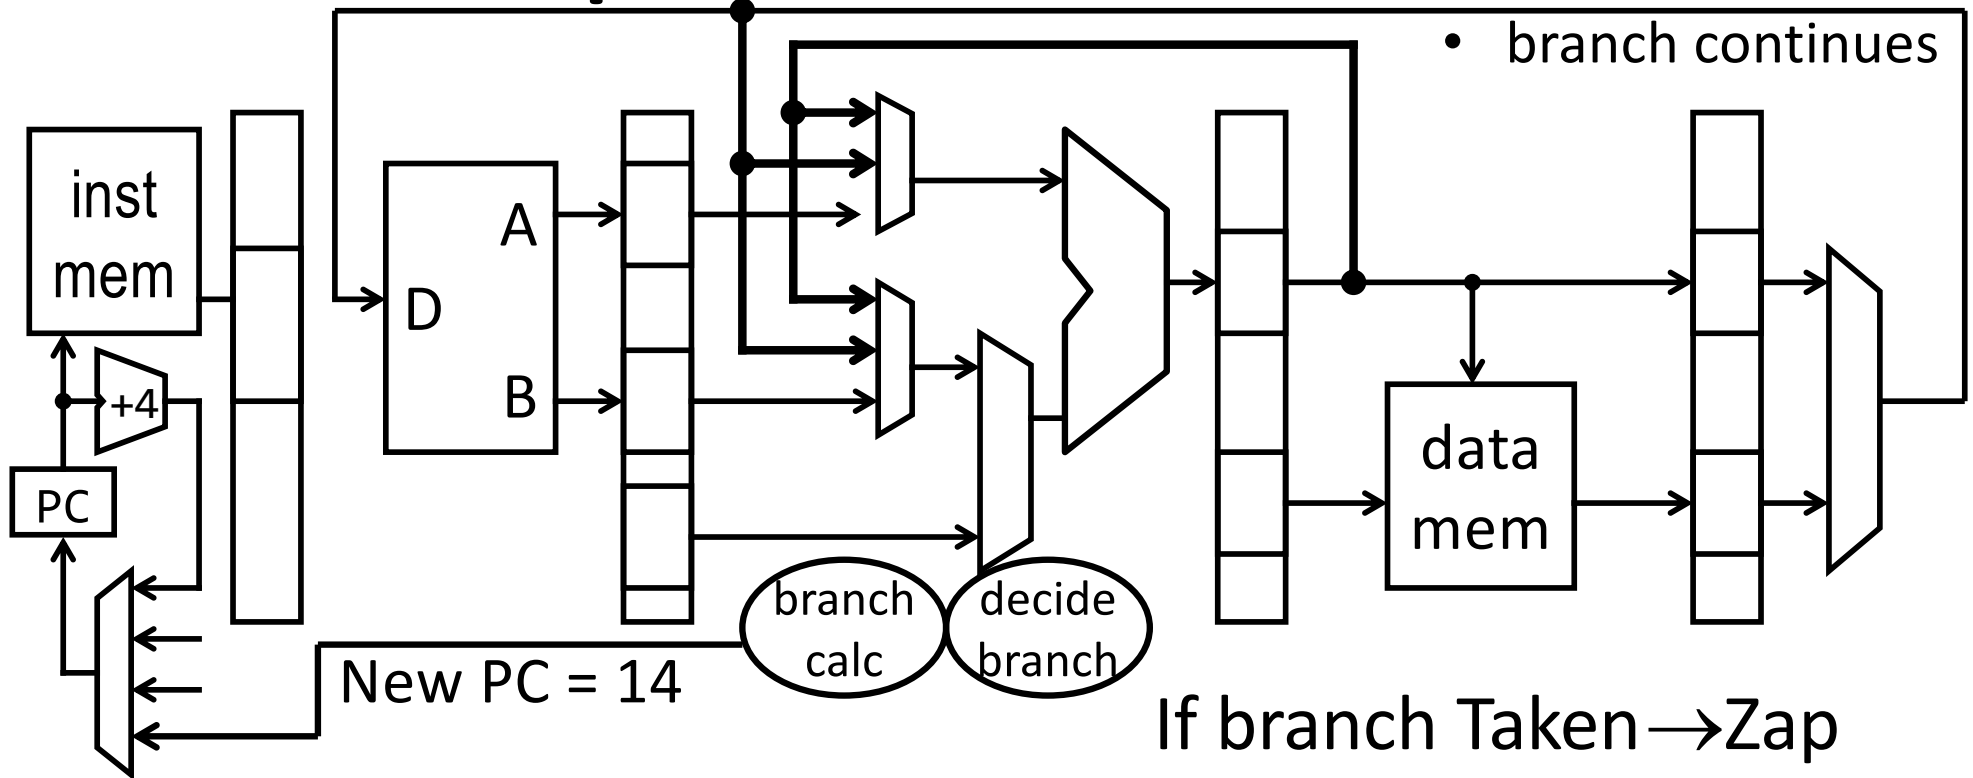 • branch continues
inst
mem
A
D
B
+4
PC
data
mem
branch
calc
decide
branch
New PC = 14
If branch Taken→Zap